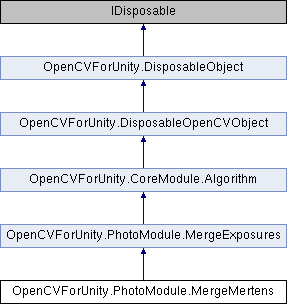 IDisposable
OpenCVForUnity.DisposableObject
OpenCVForUnity.DisposableOpenCVObject
OpenCVForUnity.CoreModule.Algorithm
OpenCVForUnity.PhotoModule.MergeExposures
OpenCVForUnity.PhotoModule.MergeMertens